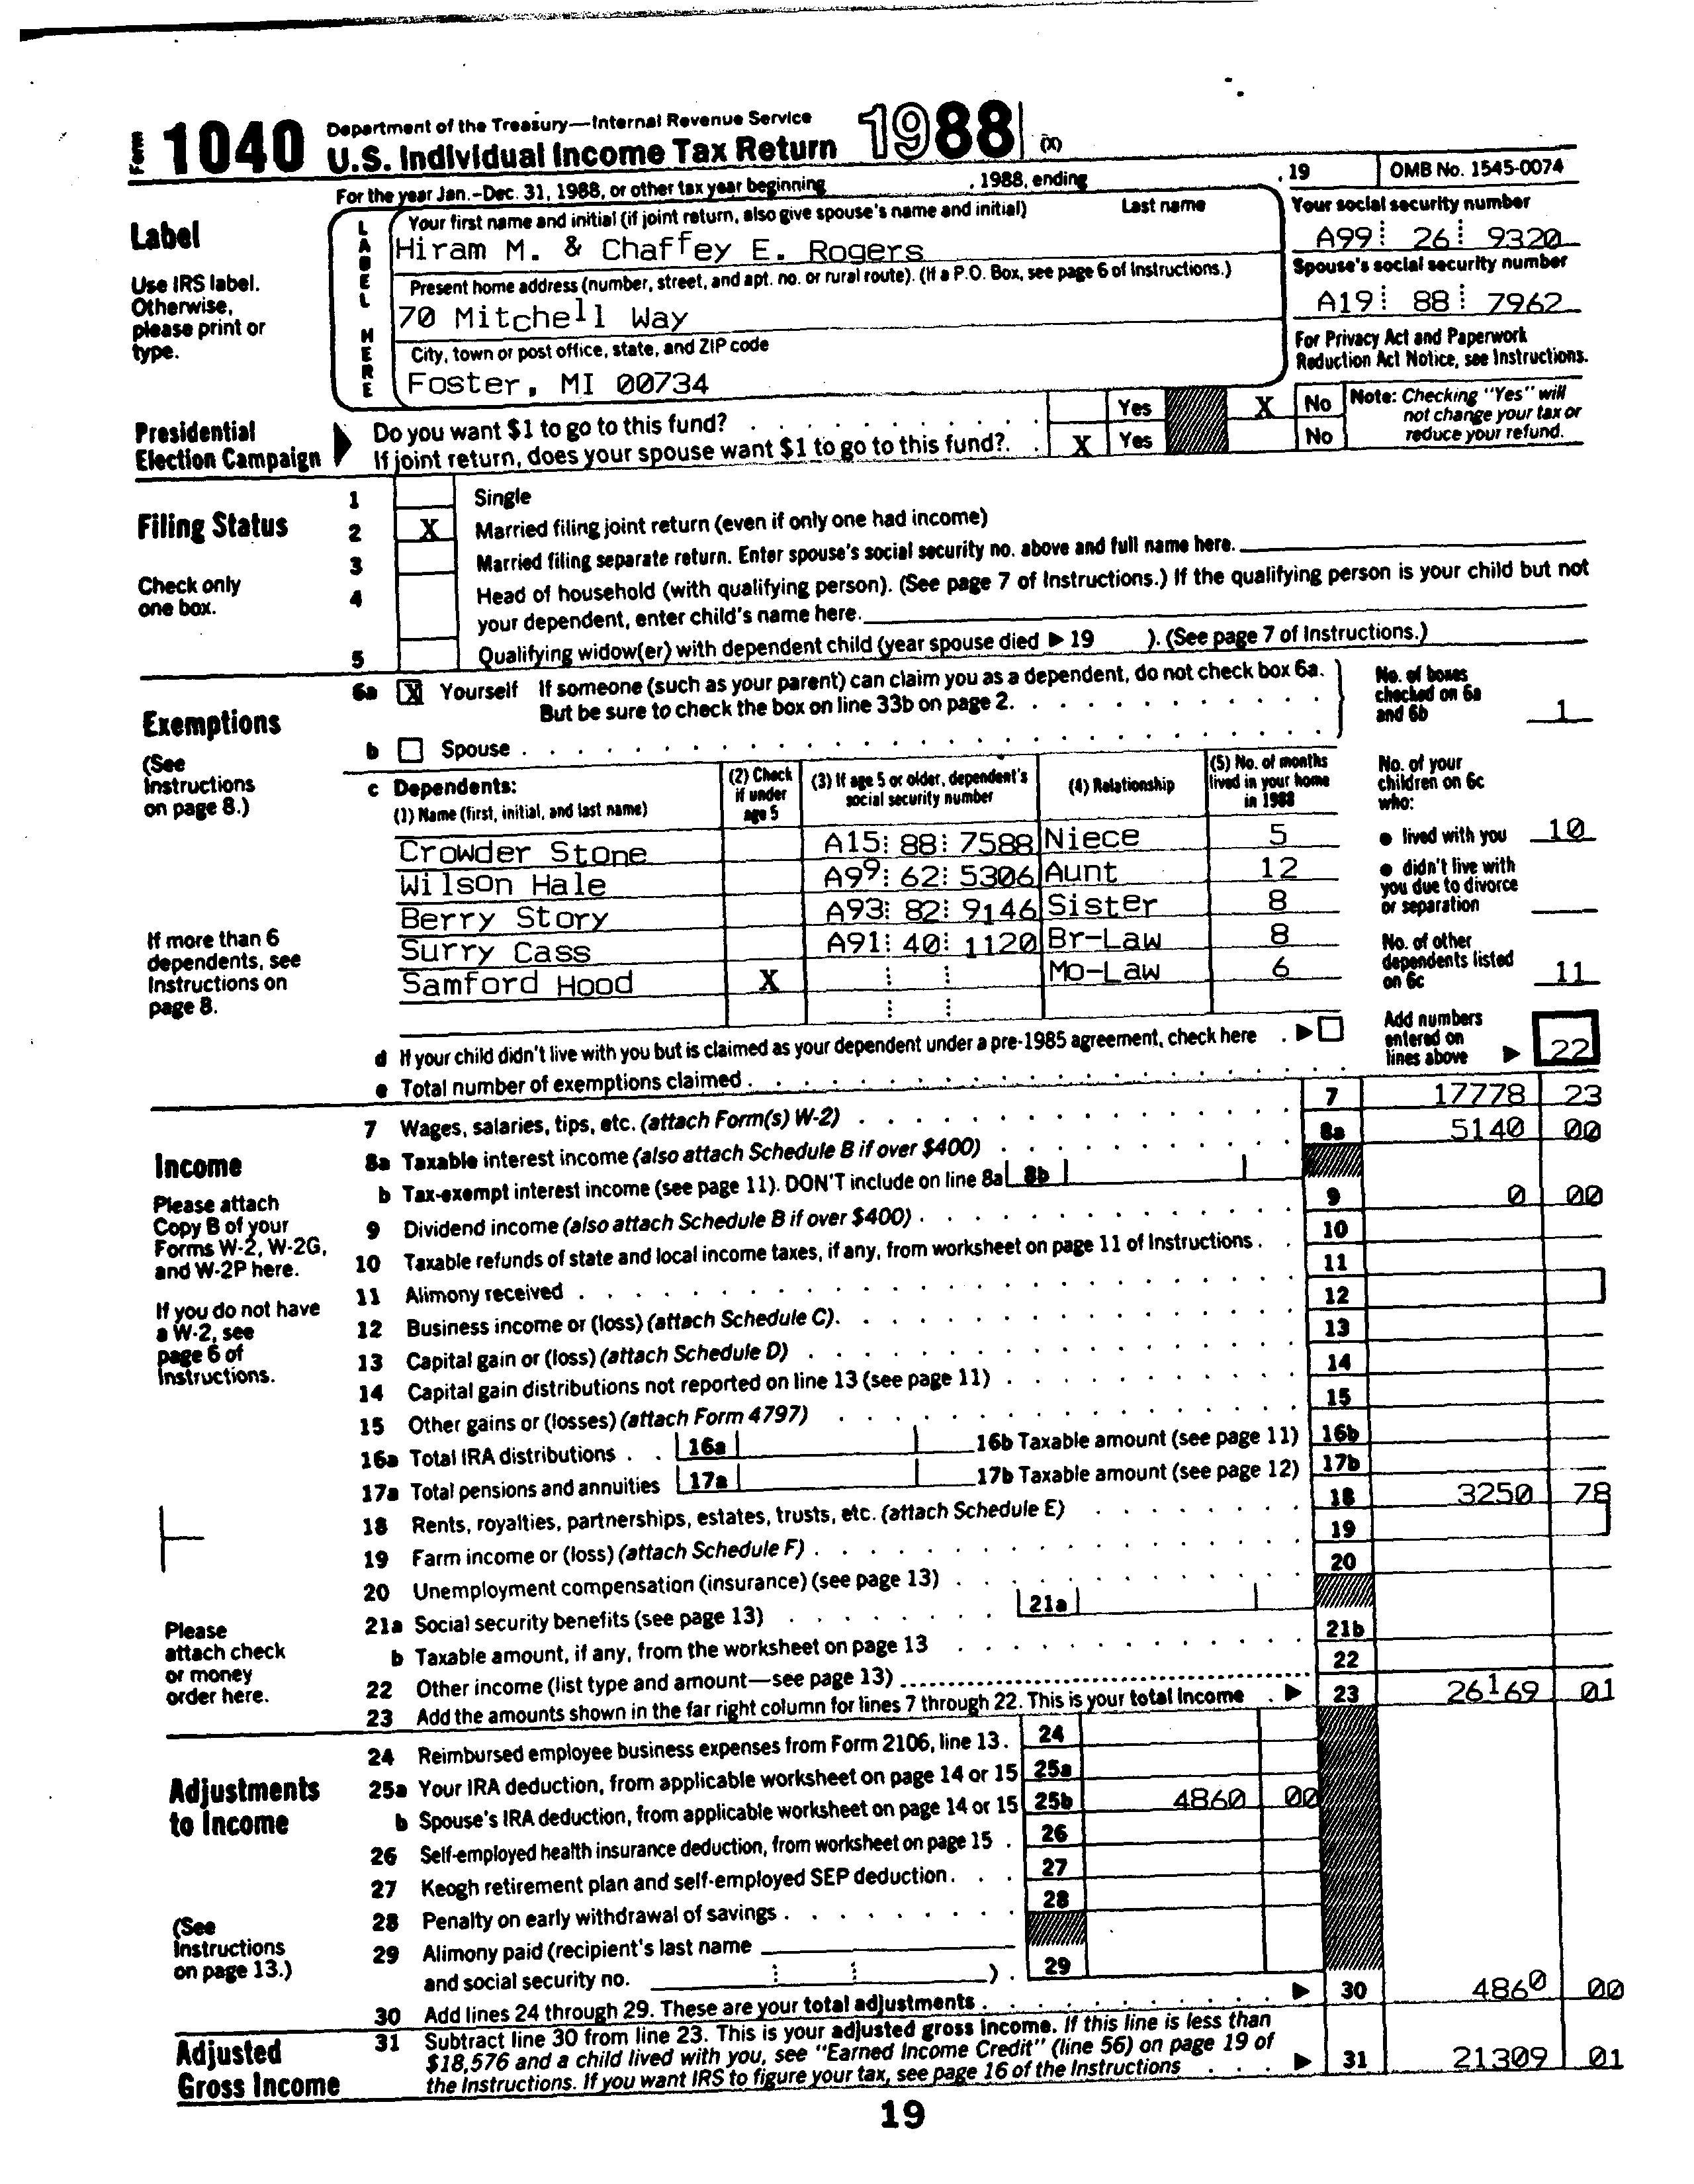 Form 1040 Department of the Treasury—Internal Revenue Service
U.S. Individual Income Tax Return 1988 (X)
For the year Jan.-Dec. 31, 1988, or other tax year beginning , 1988, ending , 19 OMB No. 1545-0074
Label
Use IRS label. Otherwise, please print or type.
LABEL HERE
Your first name and initial (if joint return, also give spouse's name and initial) Last name
Hiram M. & Chaffey E. Rogers
Your social security number
A99 26 9320
Present home address (number, street, and apt. no. or rural route). (If a P.O. Box, see page 6 of Instructions.)
70 Mitchell Way
Spouse's social security number
A19 88 7962
City, town or post office, state, and ZIP code
Foster, MI 00734
For Privacy Act and Paperwork
Reduction Act Notice, see Instructions.
Presidential
Election Campaign
Do you want $1 to go to this fund? Yes X No
If joint return, does your spouse want $1 to go to this fund?. X Yes No
Note: Checking "Yes" will
not change your tax or
reduce your refund.
Filing Status
Check only
one box.
1 Single
2 X Married filing joint return (even if only one had income)
3 Married filing separate return. Enter spouse's social security no. above and full name here.
4 Head of household (with qualifying person). (See page 7 of Instructions.) If the qualifying person is your child but not
your dependent, enter child's name here.
5 Qualifying widow(er) with dependent child (year spouse died ▶ 19 ). (See page 7 of Instructions.)
Exemptions
(See
Instructions
on page 8.)
6a X Yourself If someone (such as your parent) can claim you as a dependent, do not check box 6a.
But be sure to check the box on line 33b on page 2.
b Spouse
No. of boxes
checked on 6a
and 6b 1
c Dependents:
(1) Name (first, initial, and last name)
(2) Check
if under
age 5
(3) If age 5 or older, dependent's
social security number
(4) Relationship
(5) No. of months
lived in your home
in 1988
Crowder Stone A15 88 7588 Niece 5
Wilson Hale A99 62 5306 Aunt 12
Berry Story A93 82 9146 Sister 8
Surry Cass A91 40 1120 Br-Law 8
Samford Hood X Mo-Law 6
If more than 6
dependents, see
Instructions on
page 8.
No. of your
children on 6c
who:
● lived with you 10
● didn't live with
you due to divorce
or separation
No. of other
dependents listed
on 6c 11
d If your child didn't live with you but is claimed as your dependent under a pre-1985 agreement, check here ▶
e Total number of exemptions claimed
Add numbers
entered on
lines above ▶ 22
Income
Please attach
Copy B of your
Forms W-2, W-2G,
and W-2P here.
If you do not have
a W-2, see
page 6 of
Instructions.
7 Wages, salaries, tips, etc. (attach Form(s) W-2) 7 17778 23
8a Taxable interest income (also attach Schedule B if over $400) 8a 5140 00
b Tax-exempt interest income (see page 11). DON'T include on line 8a 8b
9 Dividend income (also attach Schedule B if over $400) 9 0 00
10 Taxable refunds of state and local income taxes, if any, from worksheet on page 11 of Instructions 10
11 Alimony received 11
12 Business income or (loss) (attach Schedule C) 12
13 Capital gain or (loss) (attach Schedule D) 13
14 Capital gain distributions not reported on line 13 (see page 11) 14
15 Other gains or (losses) (attach Form 4797) 15
16a Total IRA distributions 16a 16b Taxable amount (see page 11) 16b
17a Total pensions and annuities 17a 17b Taxable amount (see page 12) 17b
18 Rents, royalties, partnerships, estates, trusts, etc. (attach Schedule E) 18 3250 78
19 Farm income or (loss) (attach Schedule F) 19
20 Unemployment compensation (insurance) (see page 13) 20
21a Social security benefits (see page 13) 21a
b Taxable amount, if any, from the worksheet on page 13 21b
22 Other income (list type and amount—see page 13) 22
23 Add the amounts shown in the far right column for lines 7 through 22. This is your total income ▶ 23 26169 01
Please
attach check
or money
order here.
Adjustments
to Income
(See
Instructions
on page 13.)
24 Reimbursed employee business expenses from Form 2106, line 13. 24
25a Your IRA deduction, from applicable worksheet on page 14 or 15 25a
b Spouse's IRA deduction, from applicable worksheet on page 14 or 15 25b 4860 00
26 Self-employed health insurance deduction, from worksheet on page 15 26
27 Keogh retirement plan and self-employed SEP deduction 27
28 Penalty on early withdrawal of savings 28
29 Alimony paid (recipient's last name
and social security no. ) 29
30 Add lines 24 through 29. These are your total adjustments ▶ 30 4860 00
Adjusted
Gross Income
31 Subtract line 30 from line 23. This is your adjusted gross income. If this line is less than
$18,576 and a child lived with you, see "Earned Income Credit" (line 56) on page 19 of
the Instructions. If you want IRS to figure your tax, see page 16 of the Instructions ▶ 31 21309 01
19